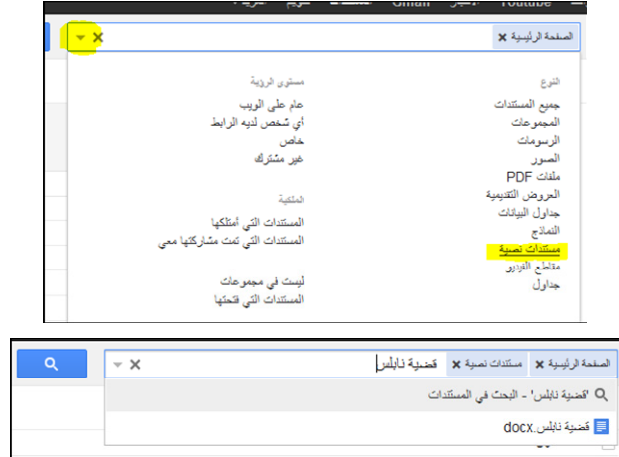 Youtube Gmail
الصفحة الرئيسية ×
النوع
جميع المستندات
المجموعات
الرسومات
الصور
ملفات PDF
العروض التقديمية
جداول البيانات
النماذج
مستندات نصية
مقاطع الفيديو
جداول
مستوى الرؤية
عام على الويب
أي شخص لديه الرابط
خاص
غير مشترك
الملكية
المستندات التي أمتلكها
المستندات التي تمت مشاركتها معي
ليست في مجموعات
المستندات التي فتحتها
الصفحة الرئيسية × مستندات نصية × قضية نابلس
'قضية نابلس' - البحث في المستندات
قضية نابلس.docx